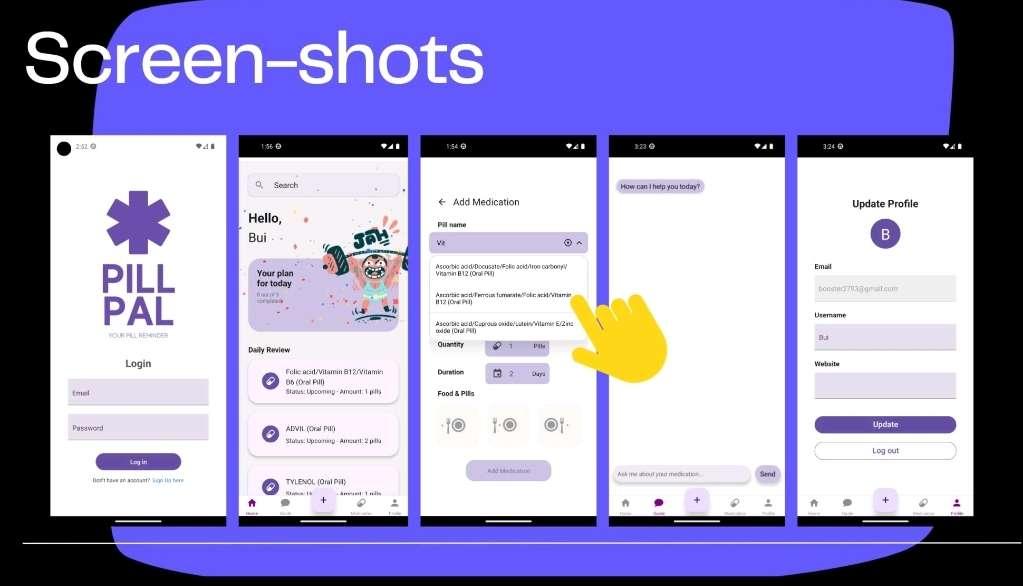 Screen-shots
2:52
PILL
PAL
YOUR PILL REMINDER
Login
Email
Password
Log in
Don't have an account? Sign Up here
1:56
Search
Hello,
Bui
JAH
Your plan
for today
0 out of 5
completed
Daily Review
Folic acid/Vitamin B12/Vitamin
B6 (Oral Pill)
Status: Upcoming - Amount: 1 pills
ADVIL (Oral Pill)
Status: Upcoming - Amount: 2 pills
TYLENOL (Oral Pill)
Status: Upcoming - Amount: 1 pills
+
Home
Guide
Medication
Profile
1:54
Add Medication
Pill name
Vit
Ascorbic acid/Docusate/Folic acid/Iron carbonyl/
Vitamin B12 (Oral Pill)
Ascorbic acid/Ferrous fumarate/Folic acid/Vitamin
B12 (Oral Pill)
Ascorbic acid/Cuprous oxide/Lutein/Vitamin E/Zinc
oxide (Oral Pill)
Quantity
1 Pills
Duration
2 Days
Food & Pills
Add Medication
3:23
How can I help you today?
Ask me about your medication...
Send
+
Home
Guide
Medication
Profile
3:24
Update Profile
B
Email
Username
Bui
Website
Update
Log out
+
Home
Guide
Medication
Profile